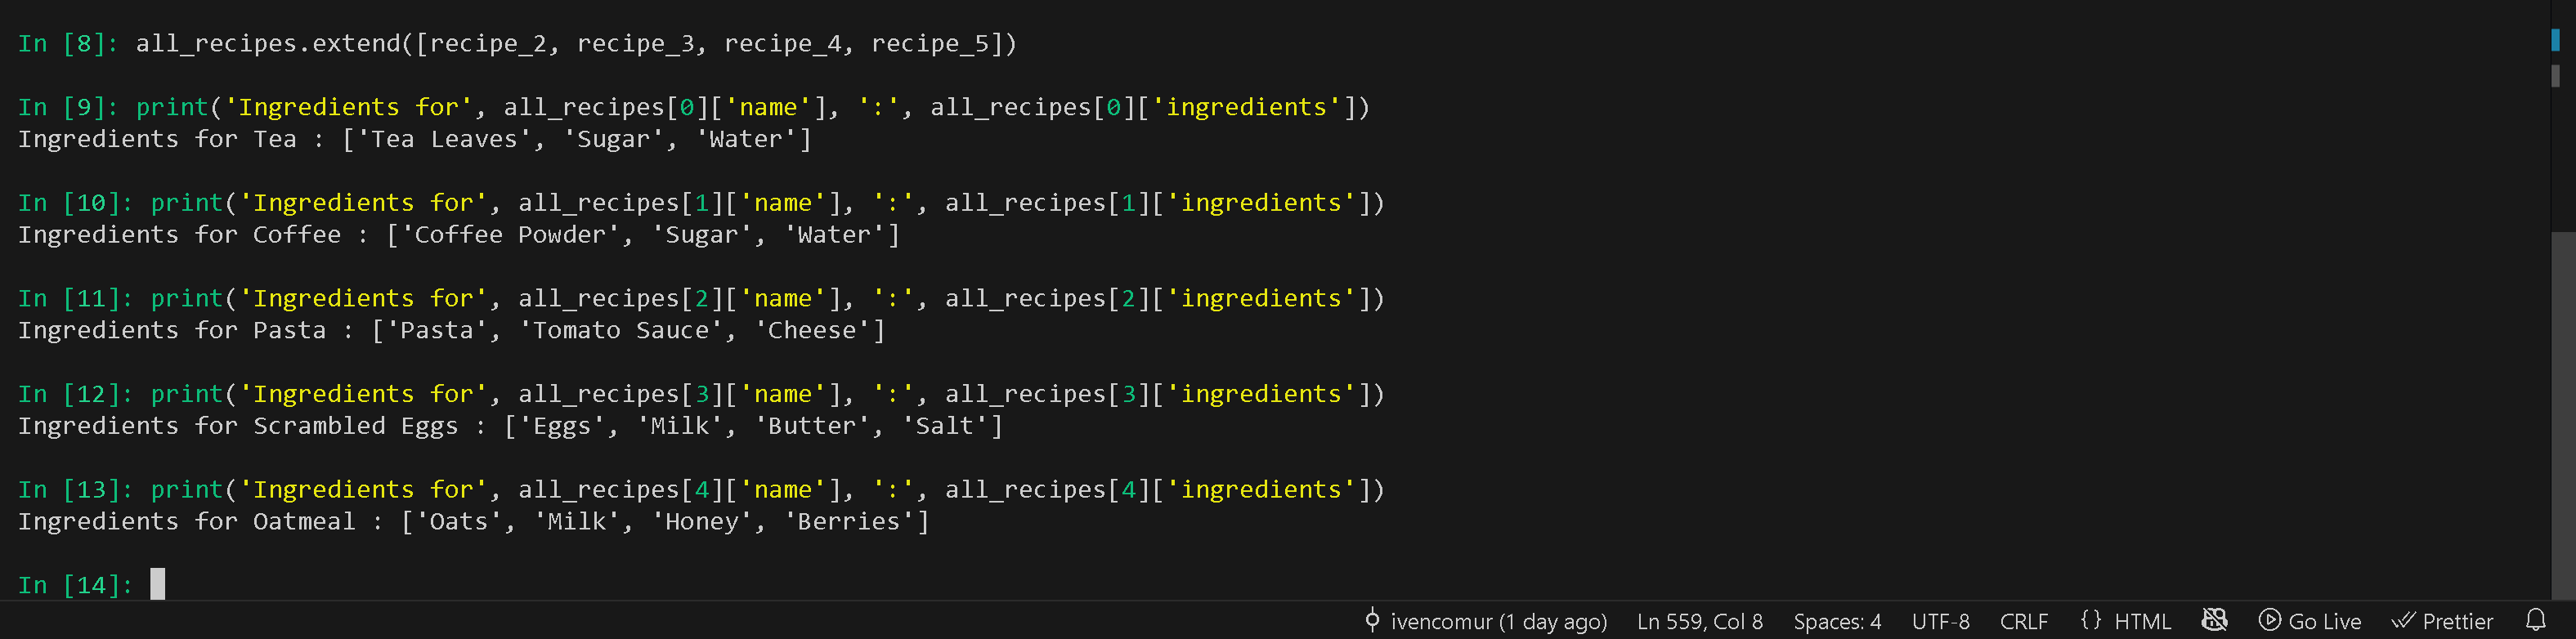 In [8]: all_recipes.extend([recipe_2, recipe_3, recipe_4, recipe_5])
In [9]: print('Ingredients for', all_recipes[0]['name'], ':', all_recipes[0]['ingredients'])
Ingredients for Tea : ['Tea Leaves', 'Sugar', 'Water']
In [10]: print('Ingredients for', all_recipes[1]['name'], ':', all_recipes[1]['ingredients'])
Ingredients for Coffee : ['Coffee Powder', 'Sugar', 'Water']
In [11]: print('Ingredients for', all_recipes[2]['name'], ':', all_recipes[2]['ingredients'])
Ingredients for Pasta : ['Pasta', 'Tomato Sauce', 'Cheese']
In [12]: print('Ingredients for', all_recipes[3]['name'], ':', all_recipes[3]['ingredients'])
Ingredients for Scrambled Eggs : ['Eggs', 'Milk', 'Butter', 'Salt']
In [13]: print('Ingredients for', all_recipes[4]['name'], ':', all_recipes[4]['ingredients'])
Ingredients for Oatmeal : ['Oats', 'Milk', 'Honey', 'Berries']
In [14]:
ivencomur (1 day ago) Ln 559, Col 8 Spaces: 4 UTF-8 CRLF {} HTML Go Live Prettier